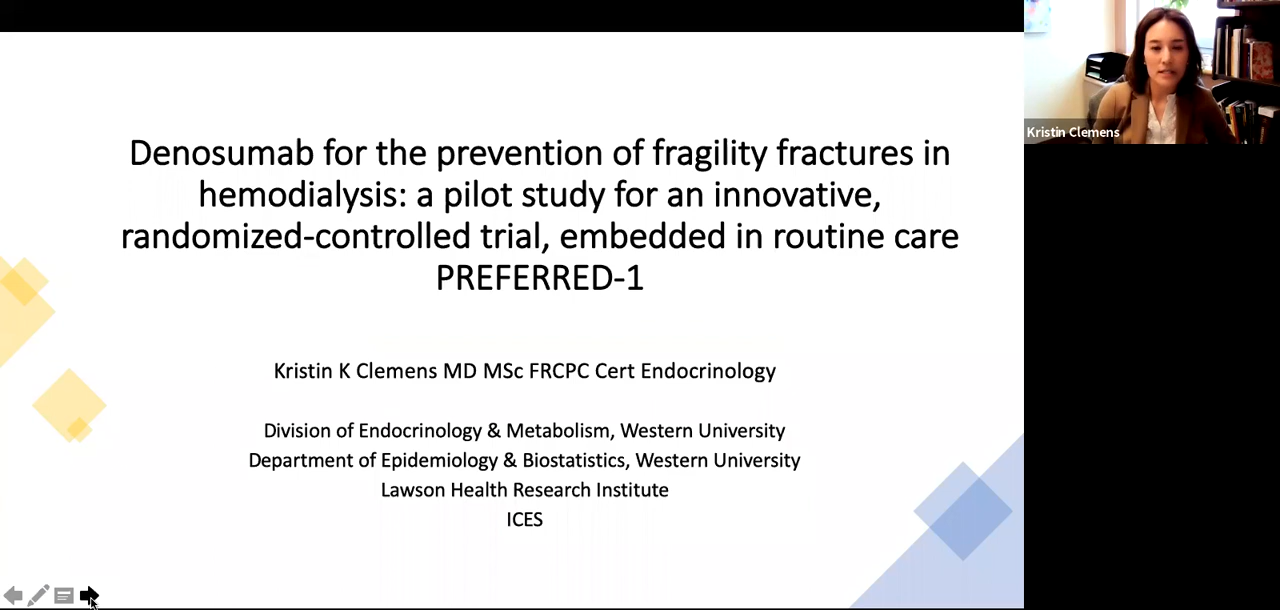 Denosumab for the prevention of fragility fractures in
hemodialysis: a pilot study for an innovative,
randomized-controlled trial, embedded in routine care
PREFERRED-1
Kristin K Clemens MD MSc FRCPC Cert Endocrinology
Division of Endocrinology & Metabolism, Western University
Department of Epidemiology & Biostatistics, Western University
Lawson Health Research Institute
ICES
Kristin Clemens